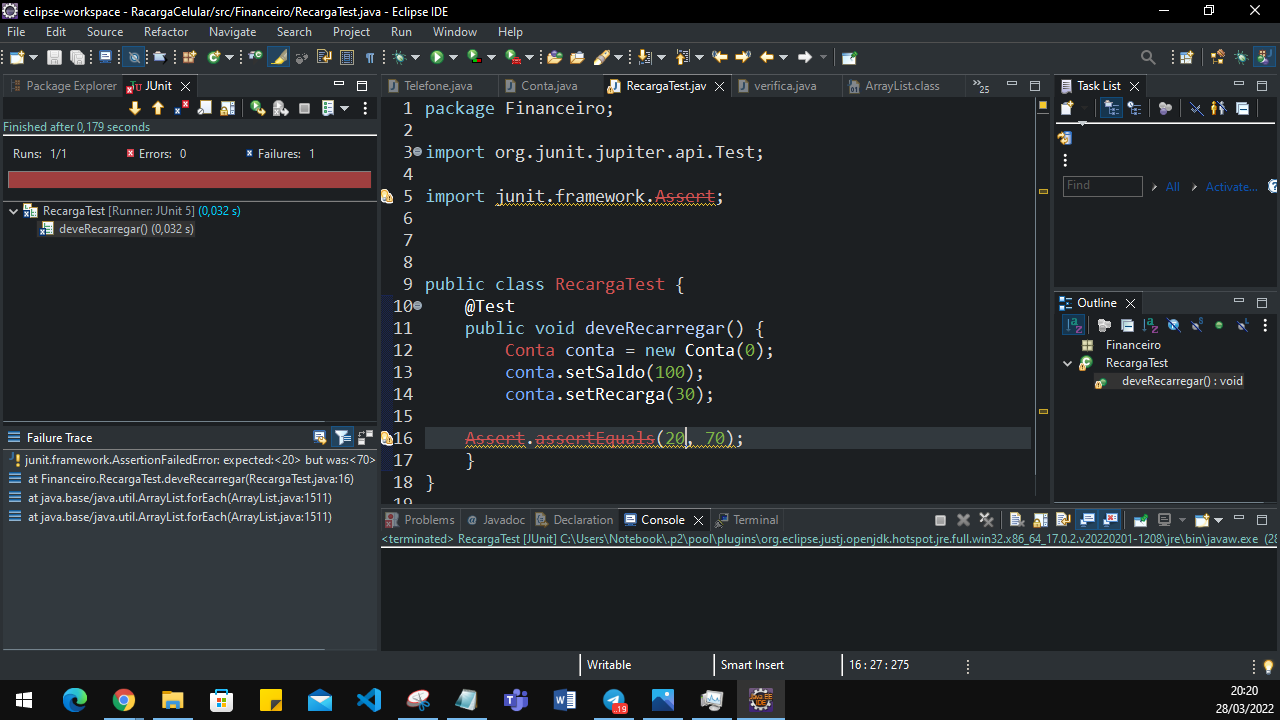 eclipse-workspace - RacargaCelular/src/Financeiro/RecargaTest.java - Eclipse IDE
File Edit Source Refactor Navigate Search Project Run Window Help
Package Explorer JUnit
Finished after 0,179 seconds
Runs: 1/1 Errors: 0 Failures: 1
RecargaTest [Runner: JUnit 5] (0,032 s)
deveRecarregar() (0,032 s)
Failure Trace
junit.framework.AssertionFailedError: expected:<20> but was:<70>
at Financeiro.RecargaTest.deveRecarregar(RecargaTest.java:16)
at java.base/java.util.ArrayList.forEach(ArrayList.java:1511)
at java.base/java.util.ArrayList.forEach(ArrayList.java:1511)
Telefone.java Conta.java RecargaTest.jav verifica.java ArrayList.class »25
1 package Financeiro;
2
3 import org.junit.jupiter.api.Test;
4
5 import junit.framework.Assert;
6
7
8
9 public class RecargaTest {
10 @Test
11 public void deveRecarregar() {
12 Conta conta = new Conta(0);
13 conta.setSaldo(100);
14 conta.setRecarga(30);
15
16 Assert.assertEquals(20, 70);
17 }
18 }
19
Task List
Find All Activate...
Outline
Financeiro
RecargaTest
deveRecarregar() : void
Problems Javadoc Declaration Console Terminal
<terminated> RecargaTest [JUnit] C:\Users\Notebook\.p2\pool\plugins\org.eclipse.justj.openjdk.hotspot.jre.full.win32.x86_64_17.0.2.v20220201-1208\jre\bin\javaw.exe (28
Writable Smart Insert 16 : 27 : 275
.19
20:20
28/03/2022